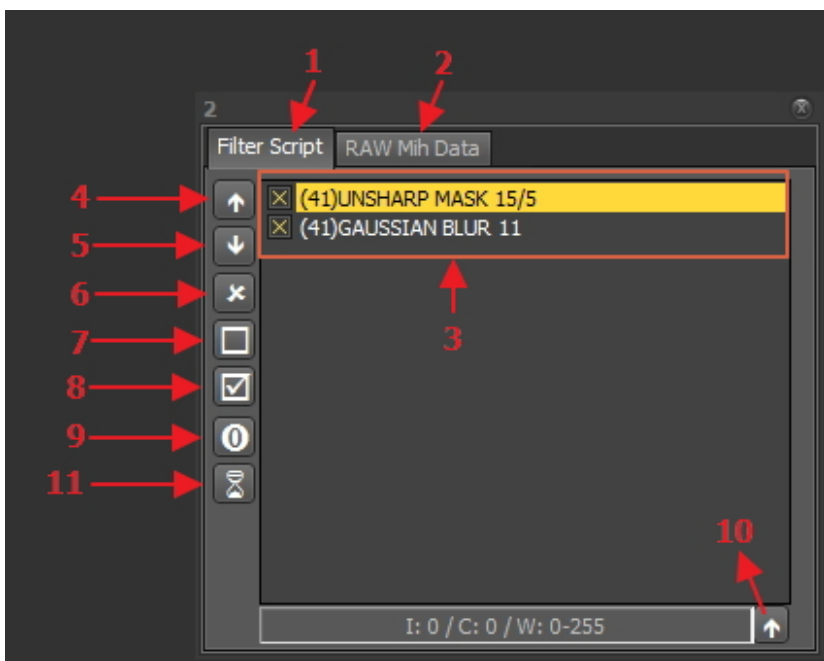 1 2
2
Filter Script RAW Mih Data
4 (41)UNSHARP MASK 15/5
5 (41)GAUSSIAN BLUR 11
6
3
7
8
9
11
10
I: 0 / C: 0 / W: 0-255